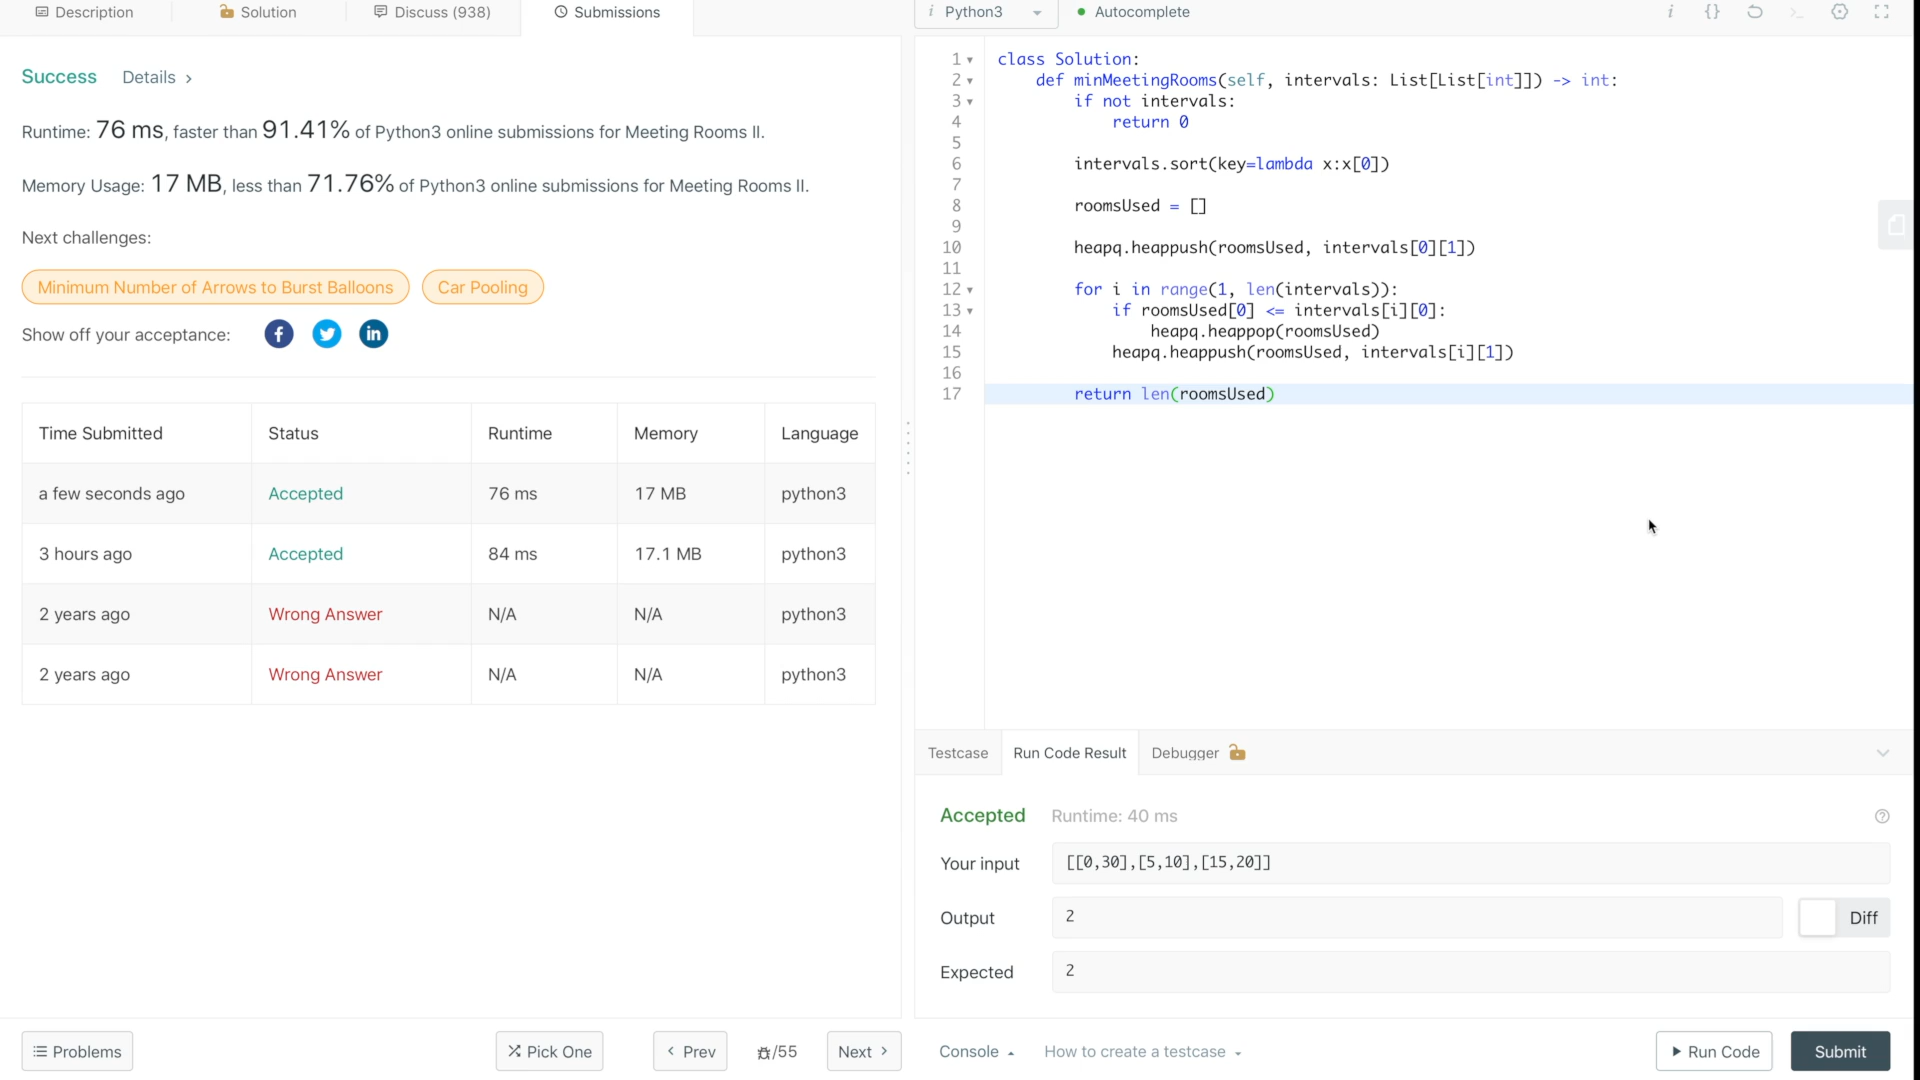 Description
Solution
Discuss (938)
Submissions
Success Details >
Runtime: 76 ms, faster than 91.41% of Python3 online submissions for Meeting Rooms II.
Memory Usage: 17 MB, less than 71.76% of Python3 online submissions for Meeting Rooms II.
Next challenges:
Minimum Number of Arrows to Burst Balloons
Car Pooling
Show off your acceptance:
Time Submitted Status Runtime Memory Language
a few seconds ago Accepted 76 ms 17 MB python3
3 hours ago Accepted 84 ms 17.1 MB python3
2 years ago Wrong Answer N/A N/A python3
2 years ago Wrong Answer N/A N/A python3
Problems
Pick One
< Prev
/55
Next >
i Python3
Autocomplete
i {} >_
1 class Solution:
2 def minMeetingRooms(self, intervals: List[List[int]]) -> int:
3 if not intervals:
4 return 0
5
6 intervals.sort(key=lambda x:x[0])
7
8 roomsUsed = []
9
10 heapq.heappush(roomsUsed, intervals[0][1])
11
12 for i in range(1, len(intervals)):
13 if roomsUsed[0] <= intervals[i][0]:
14 heapq.heappop(roomsUsed)
15 heapq.heappush(roomsUsed, intervals[i][1])
16
17 return len(roomsUsed)
Testcase
Run Code Result
Debugger
Accepted Runtime: 40 ms
?
Your input [[0,30],[5,10],[15,20]]
Output 2 Diff
Expected 2
Console
How to create a testcase
Run Code
Submit